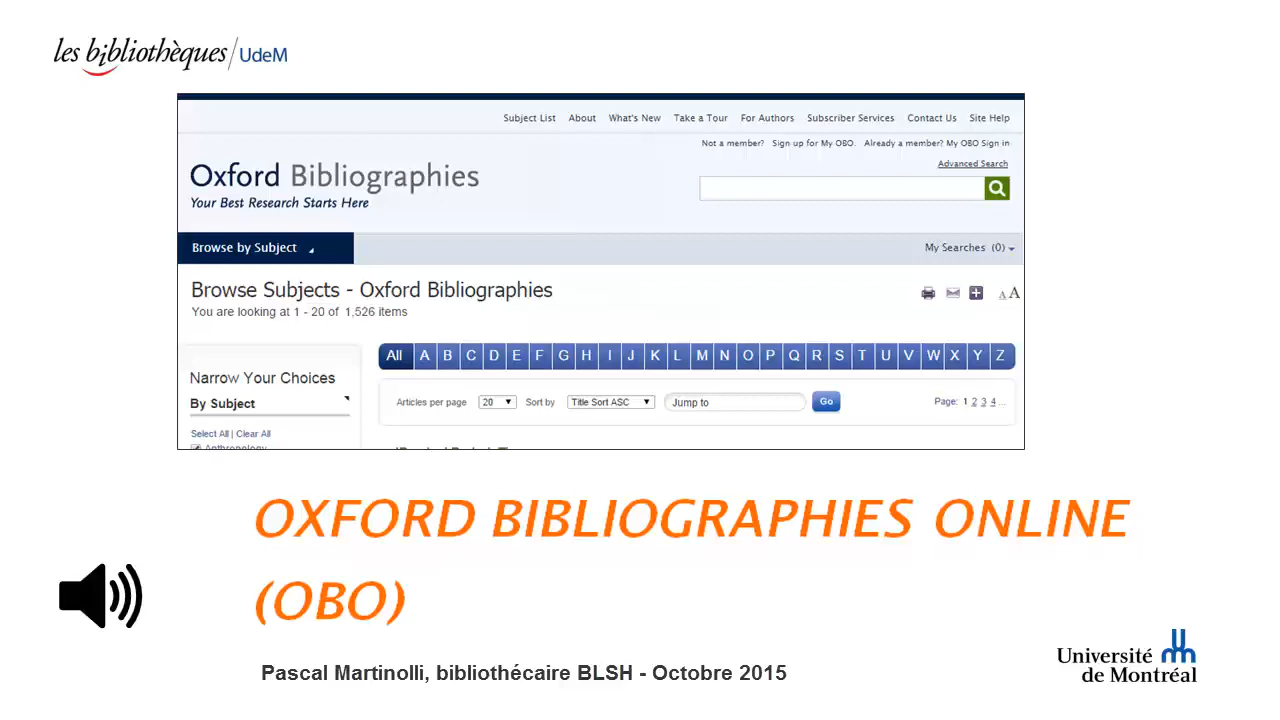 les bibliothèques/UdeM
Subject List About What's New Take a Tour For Authors Subscriber Services Contact Us Site Help
Not a member? Sign up for My OBO. Already a member? My OBO Sign in
Advanced Search
Oxford Bibliographies
Your Best Research Starts Here
Browse by Subject My Searches (0)
Browse Subjects - Oxford Bibliographies
You are looking at 1 - 20 of 1,526 items
A A
All A B C D E F G H I J K L M N O P Q R S T U V W X Y Z
Narrow Your Choices
By Subject
Articles per page 20 Sort by Title Sort ASC Jump to Go Page: 1 2 3 4 ...
Select All | Clear All
Anthropology
OXFORD BIBLIOGRAPHIES ONLINE
(OBO)
Pascal Martinolli, bibliothécaire BLSH - Octobre 2015
Université
de Montréal